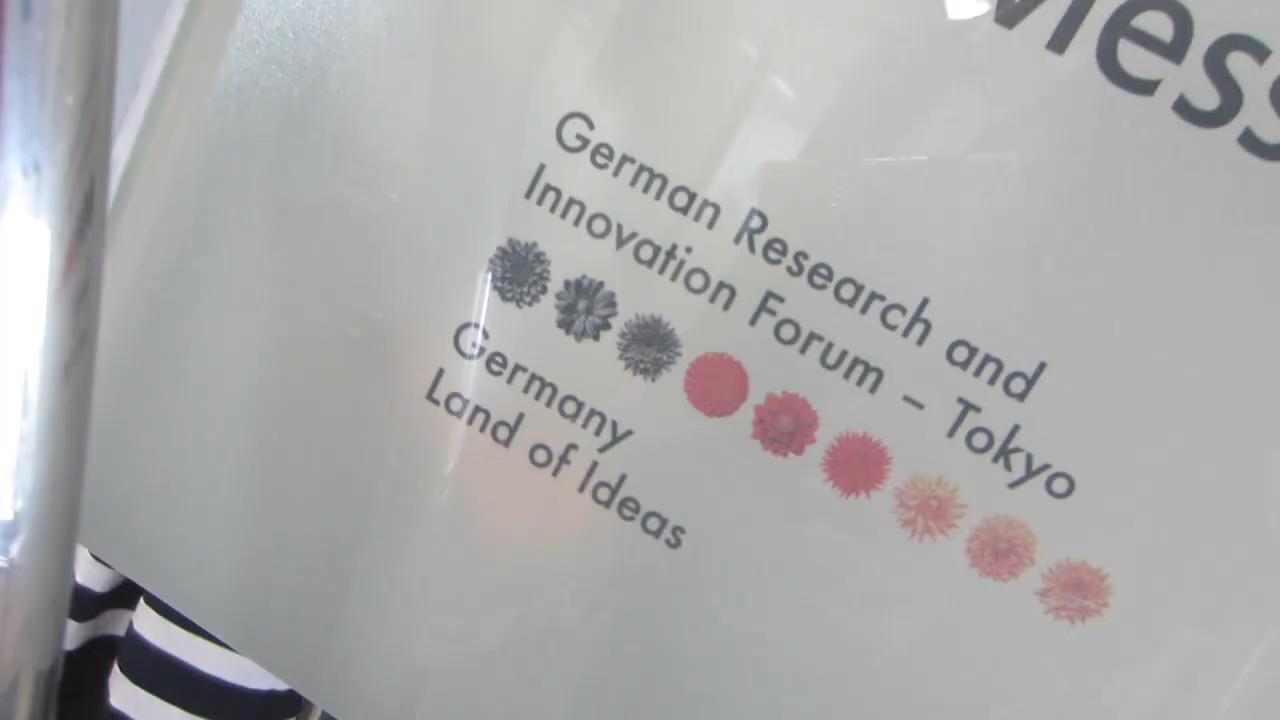 German Research and
Innovation Forum – Tokyo
Germany
Land of Ideas